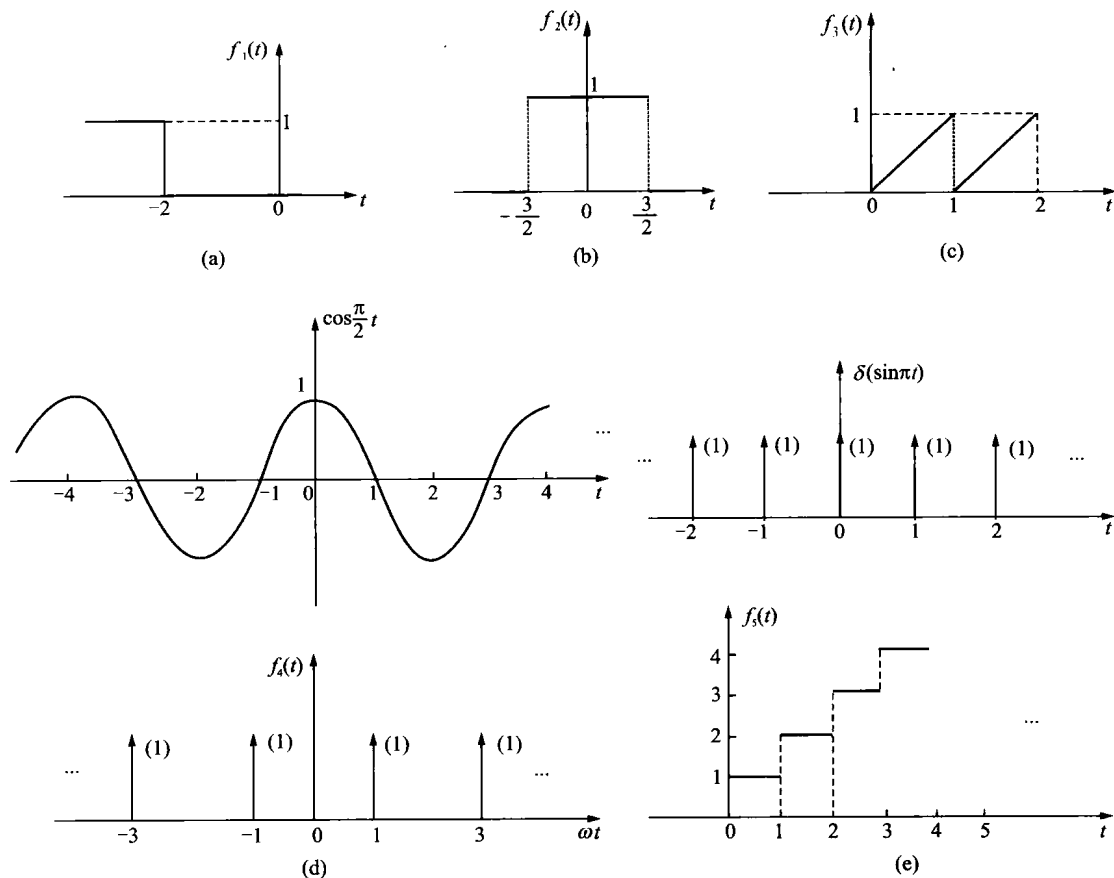 f₁(t)
1
−2
0
t
(a)
f₂(t)
1
−3/2
0
3/2
t
(b)
f₃(t)
1
0
1
2
t
(c)
cos π/2 t
1
−4
−3
−2
−1
0
1
2
3
4
t
...
δ(sinπt)
...
(1)
(1)
(1)
(1)
(1)
...
−2
−1
0
1
2
t
f₄(t)
...
(1)
(1)
(1)
(1)
...
−3
−1
0
1
3
ωt
(d)
f₅(t)
4
3
2
1
...
0
1
2
3
4
5
t
(e)